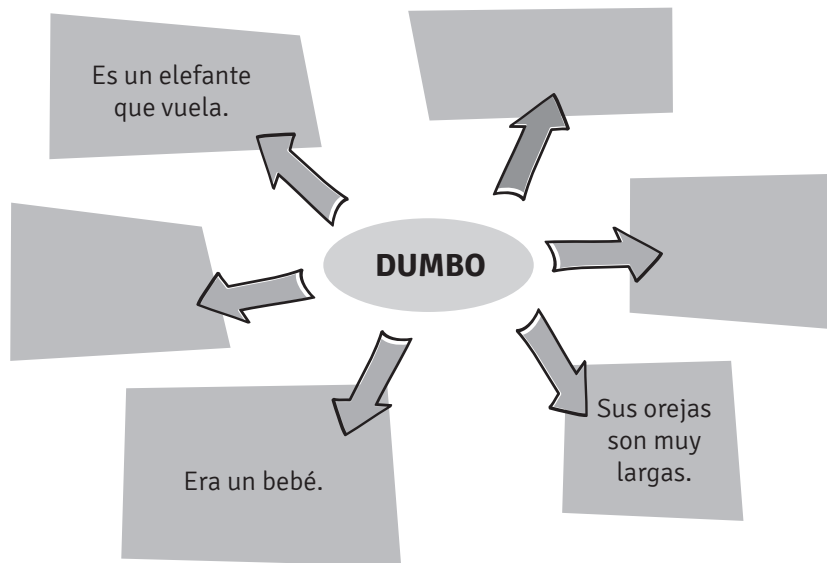 Es un elefante
que vuela.
DUMBO
Sus orejas
son muy
largas.
Era un bebé.